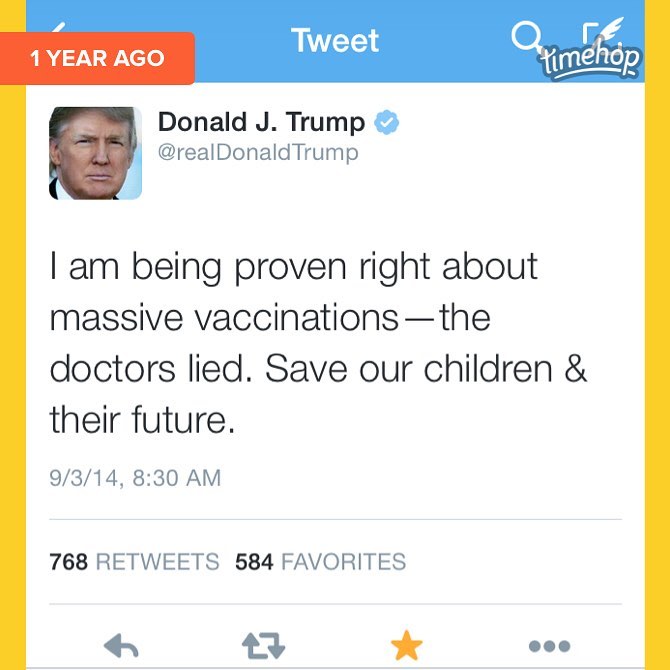 Tweet
timehop
1 YEAR AGO
Donald J. Trump
@realDonaldTrump
I am being proven right about
massive vaccinations—the
doctors lied. Save our children &
their future.
9/3/14, 8:30 AM
768 RETWEETS 584 FAVORITES